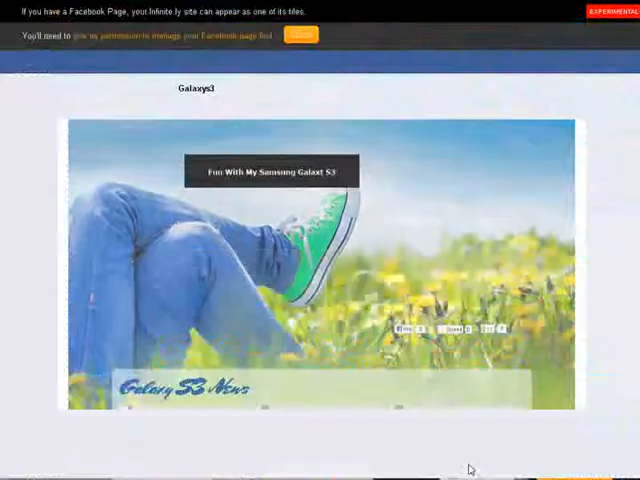 If you have a Facebook Page, your Infinite.ly site can appear as one of its tiles.
EXPERIMENTAL
You'll need to give us permission to manage your Facebook page first
Galaxys3
Fun With My Samsung Galaxt S3
Galaxy S3 News